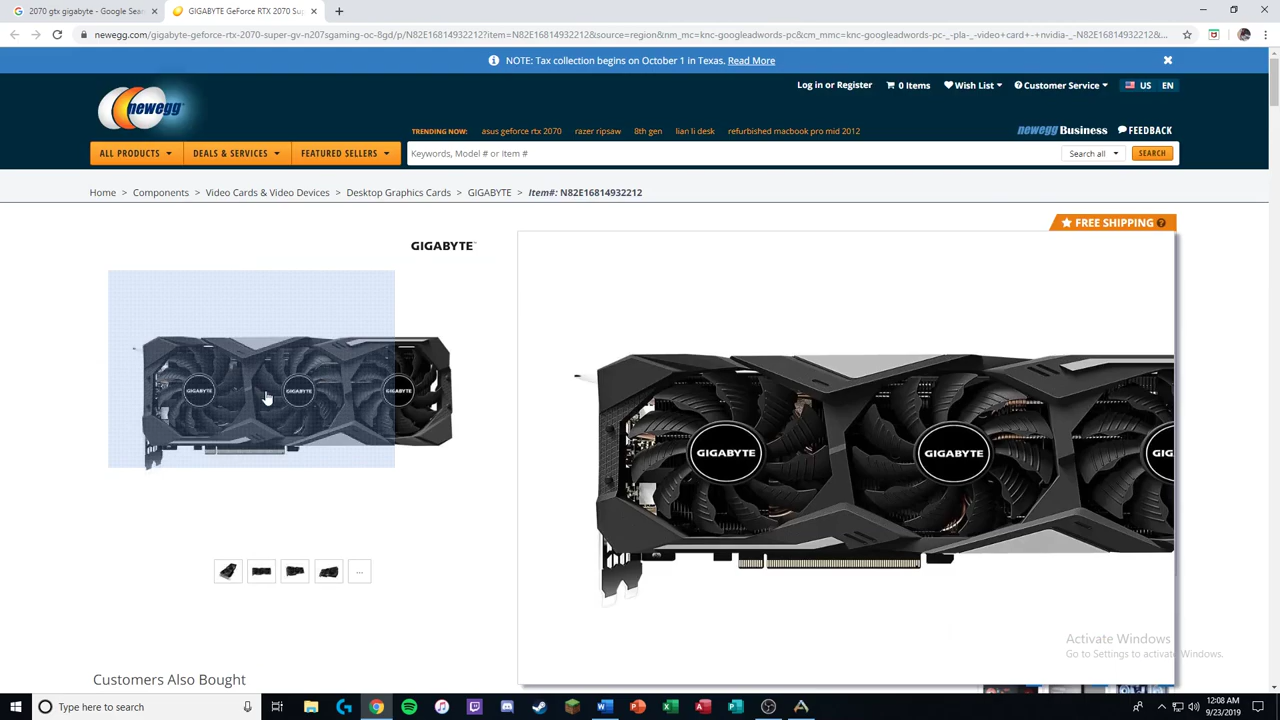 2070 gtx gigabyte - Google Sea
GIGABYTE GeForce RTX 2070 Sup
newegg.com/gigabyte-geforce-rtx-2070-super-gv-n207sgaming-oc-8gd/p/N82E16814932212?item=N82E16814932212&source=region&nm_mc=knc-googleadwords-pc&cm_mmc=knc-googleadwords-pc-_-pla-_-video+card+-+nvidia-_-N82E16814932212&...
NOTE: Tax collection begins on October 1 in Texas. Read More
Log in or Register
0 Items
Wish List
Customer Service
US
EN
newegg
TRENDING NOW: asus geforce rtx 2070 razer ripsaw 8th gen lian li desk refurbished macbook pro mid 2012
newegg Business
FEEDBACK
ALL PRODUCTS
DEALS & SERVICES
FEATURED SELLERS
Keywords, Model # or Item #
Search all
SEARCH
Home > Components > Video Cards & Video Devices > Desktop Graphics Cards > GIGABYTE > Item#: N82E16814932212
FREE SHIPPING
GIGABYTE™
GIGABYTE GIGABYTE GIGABYTE
GIGABYTE GIGABYTE GIG
...
Activate Windows
Go to Settings to activate Windows.
Customers Also Bought
Type here to search
12:08 AM
9/23/2019